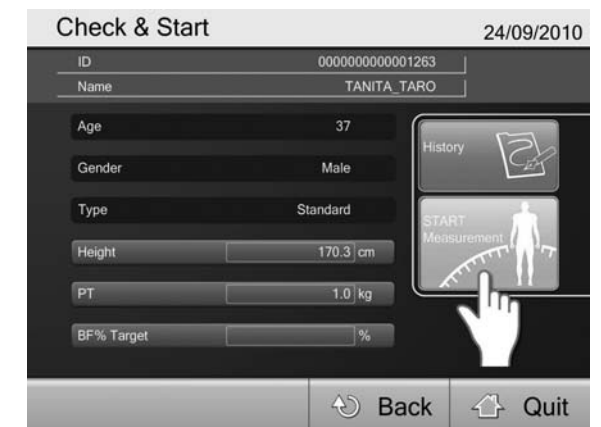 Check & Start 24/09/2010
ID 0000000000001263
Name TANITA_TARO
Age 37
History
Gender Male
Type Standard
START
Measurement
Height 170.3 cm
PT 1.0 kg
BF% Target %
Back Quit